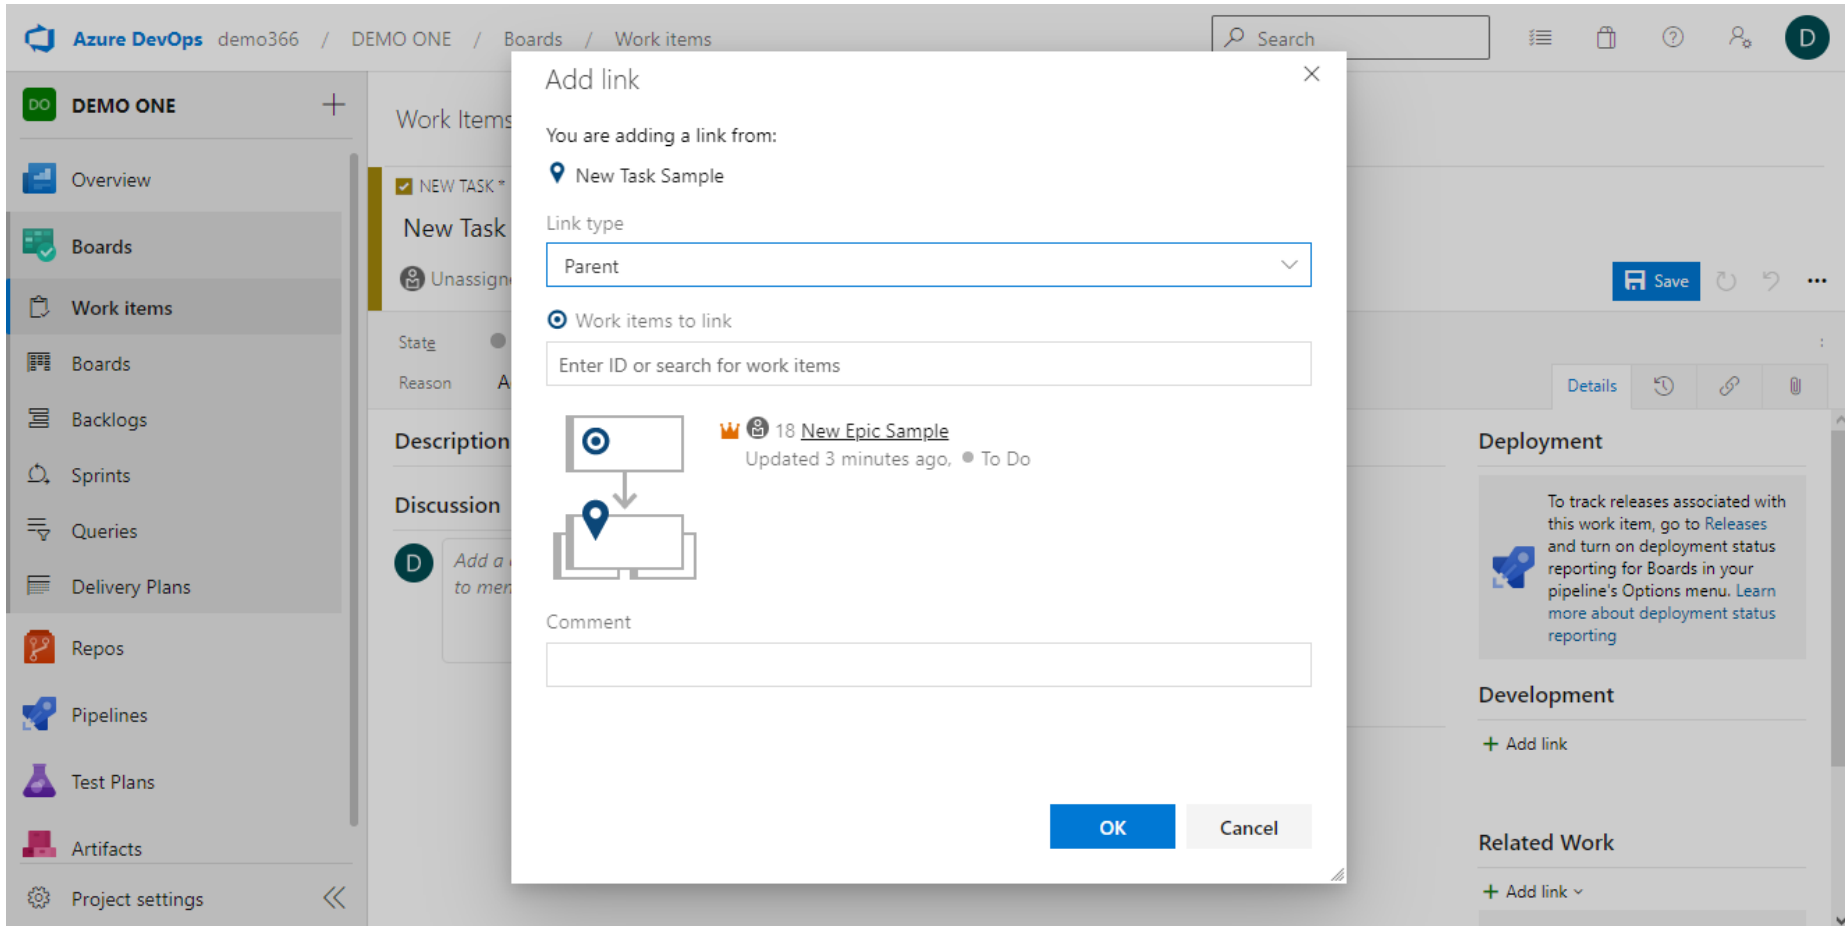 Azure DevOps demo366 / DEMO ONE / Boards / Work items
Search
D
DO DEMO ONE
Overview
Boards
Work items
Boards
Backlogs
Sprints
Queries
Delivery Plans
Repos
Pipelines
Test Plans
Artifacts
Project settings
Work Items
NEW TASK *
New Task
State
Reason
Description
Discussion
D
Add a
Add link
You are adding a link from:
New Task Sample
Link type
Parent
Work items to link
Enter ID or search for work items
18 New Epic Sample
Updated 3 minutes ago, To Do
Comment
OK Cancel
Save
Details
Deployment
To track releases associated with
this work item, go to Releases
and turn on deployment status
reporting for Boards in your
pipeline's Options menu. Learn
more about deployment status
reporting
Development
+ Add link
Related Work
+ Add link